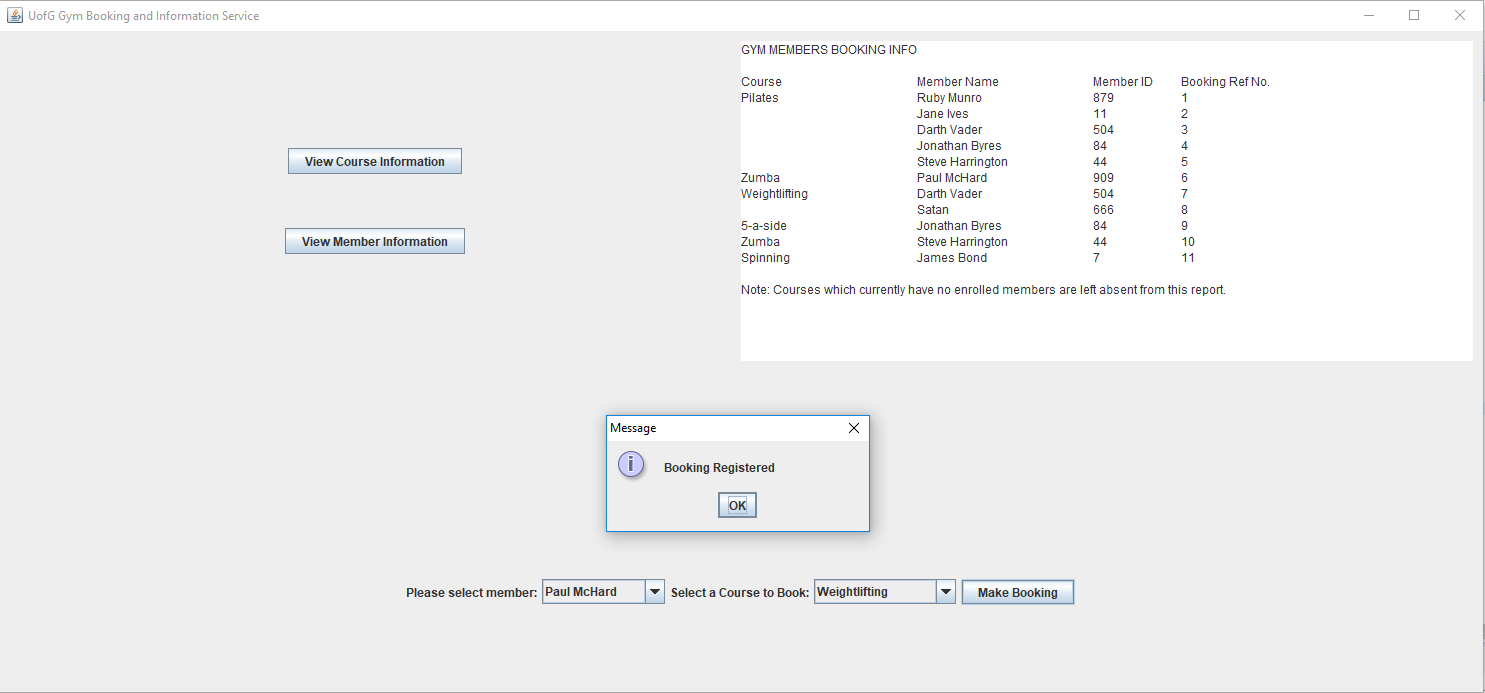 UofG Gym Booking and Information Service
GYM MEMBERS BOOKING INFO
Course Member Name Member ID Booking Ref No.
Pilates Ruby Munro 879 1
Jane Ives 11 2
Darth Vader 504 3
Jonathan Byres 84 4
Steve Harrington 44 5
Zumba Paul McHard 909 6
Weightlifting Darth Vader 504 7
Satan 666 8
5-a-side Jonathan Byres 84 9
Zumba Steve Harrington 44 10
Spinning James Bond 7 11
Note: Courses which currently have no enrolled members are left absent from this report.
View Course Information
View Member Information
Message
i Booking Registered
OK
Please select member: Paul McHard Select a Course to Book: Weightlifting Make Booking